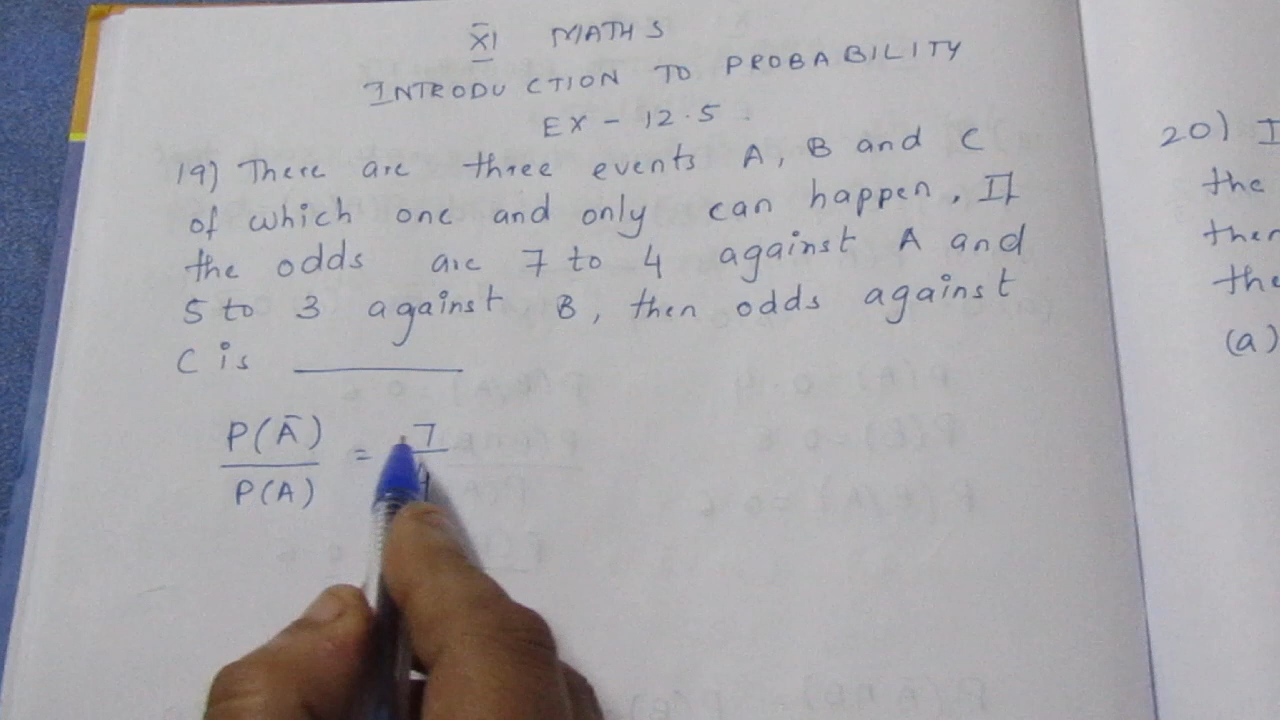 XI MATHS
INTRODUCTION TO PROBABILITY
EX - 12.5
19) There are three events A, B and C
of which one and only can happen. If
the odds are 7 to 4 against A and
5 to 3 against B, then odds against
C is ________
P(Ā) / P(A) = 7 / 4
20) I
the
then
the
(a)